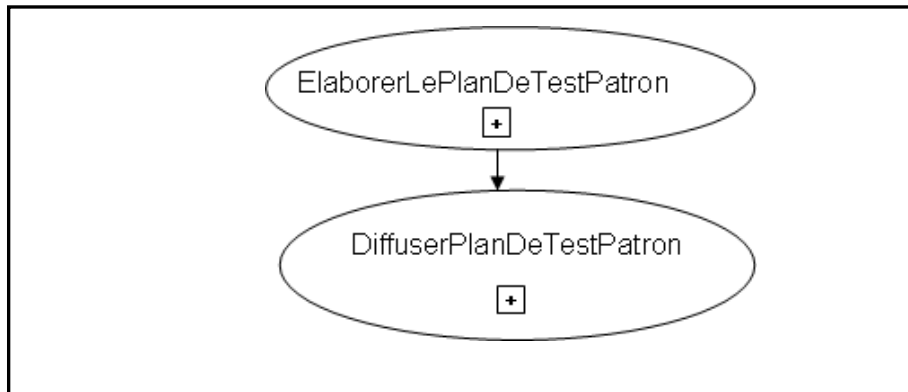 ElaborerLePlanDeTestPatron
+
DiffuserPlanDeTestPatron
+